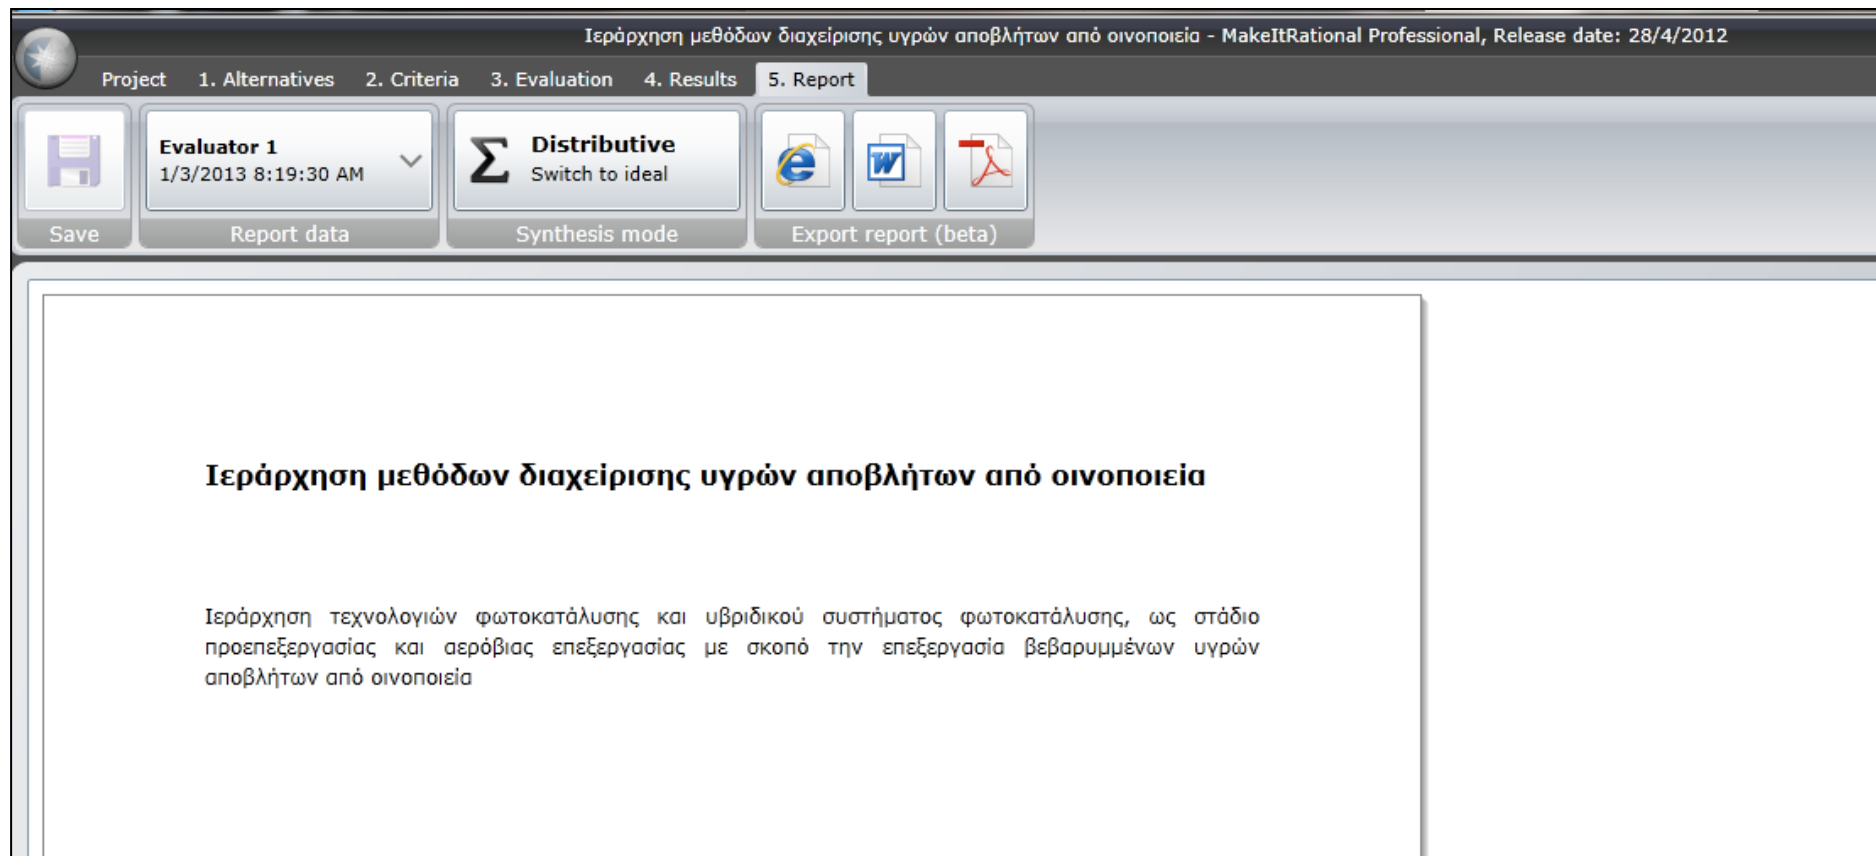 Ιεράρχηση μεθόδων διαχείρισης υγρών αποβλήτων από οινοποιεία - MakeItRational Professional, Release date: 28/4/2012
Project 1. Alternatives 2. Criteria 3. Evaluation 4. Results 5. Report
Evaluator 1
1/3/2013 8:19:30 AM
Σ Distributive
Switch to ideal
Save Report data Synthesis mode Export report (beta)
Ιεράρχηση μεθόδων διαχείρισης υγρών αποβλήτων από οινοποιεία
Ιεράρχηση τεχνολογιών φωτοκατάλυσης και υβριδικού συστήματος φωτοκατάλυσης, ως στάδιο
προεπεξεργασίας και αερόβιας επεξεργασίας με σκοπό την επεξεργασία βεβαρυμμένων υγρών
αποβλήτων από οινοποιεία